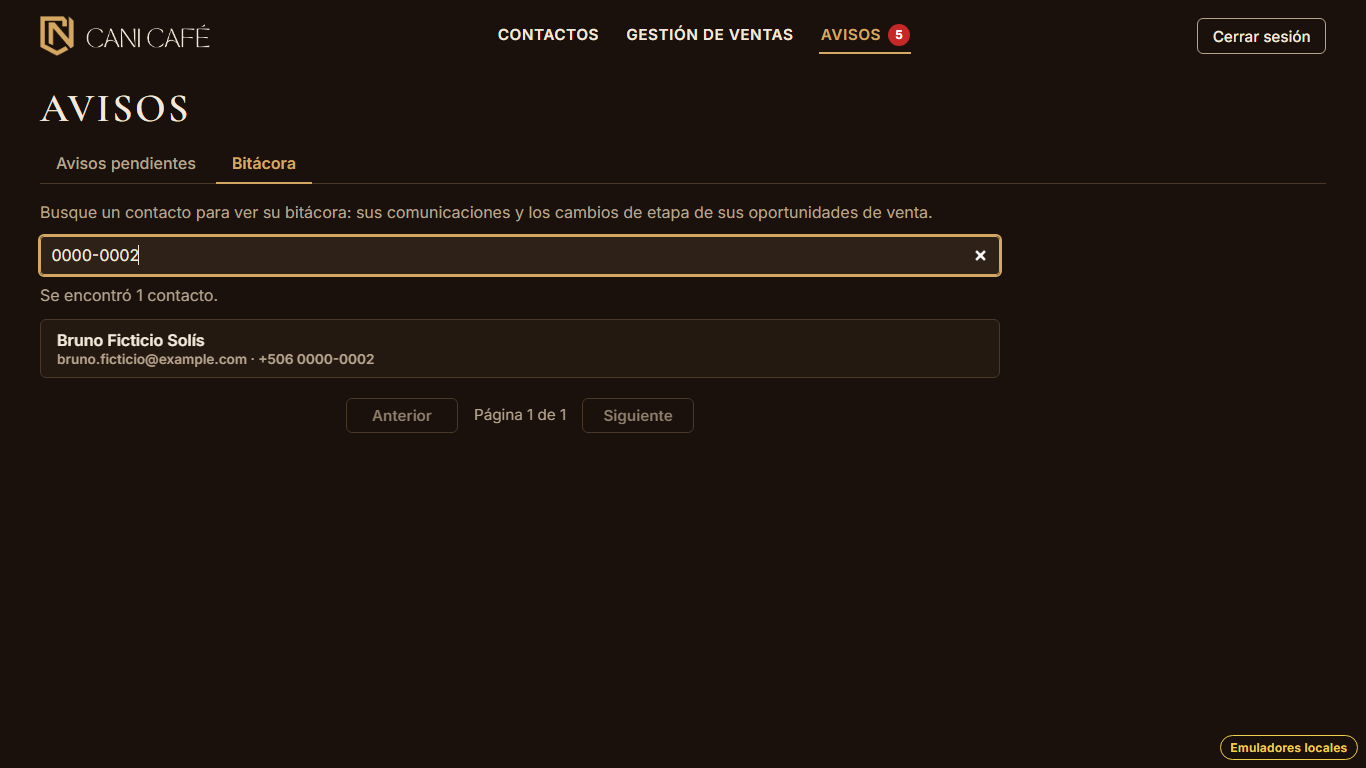 CANI CAFÉ
CONTACTOS
GESTIÓN DE VENTAS
AVISOS 5
Cerrar sesión
AVISOS
Avisos pendientes
Bitácora
Busque un contacto para ver su bitácora: sus comunicaciones y los cambios de etapa de sus oportunidades de venta.
0000-0002
Se encontró 1 contacto.
Bruno Ficticio Solís
bruno.ficticio@example.com · +506 0000-0002
Anterior
Página 1 de 1
Siguiente
Emuladores locales